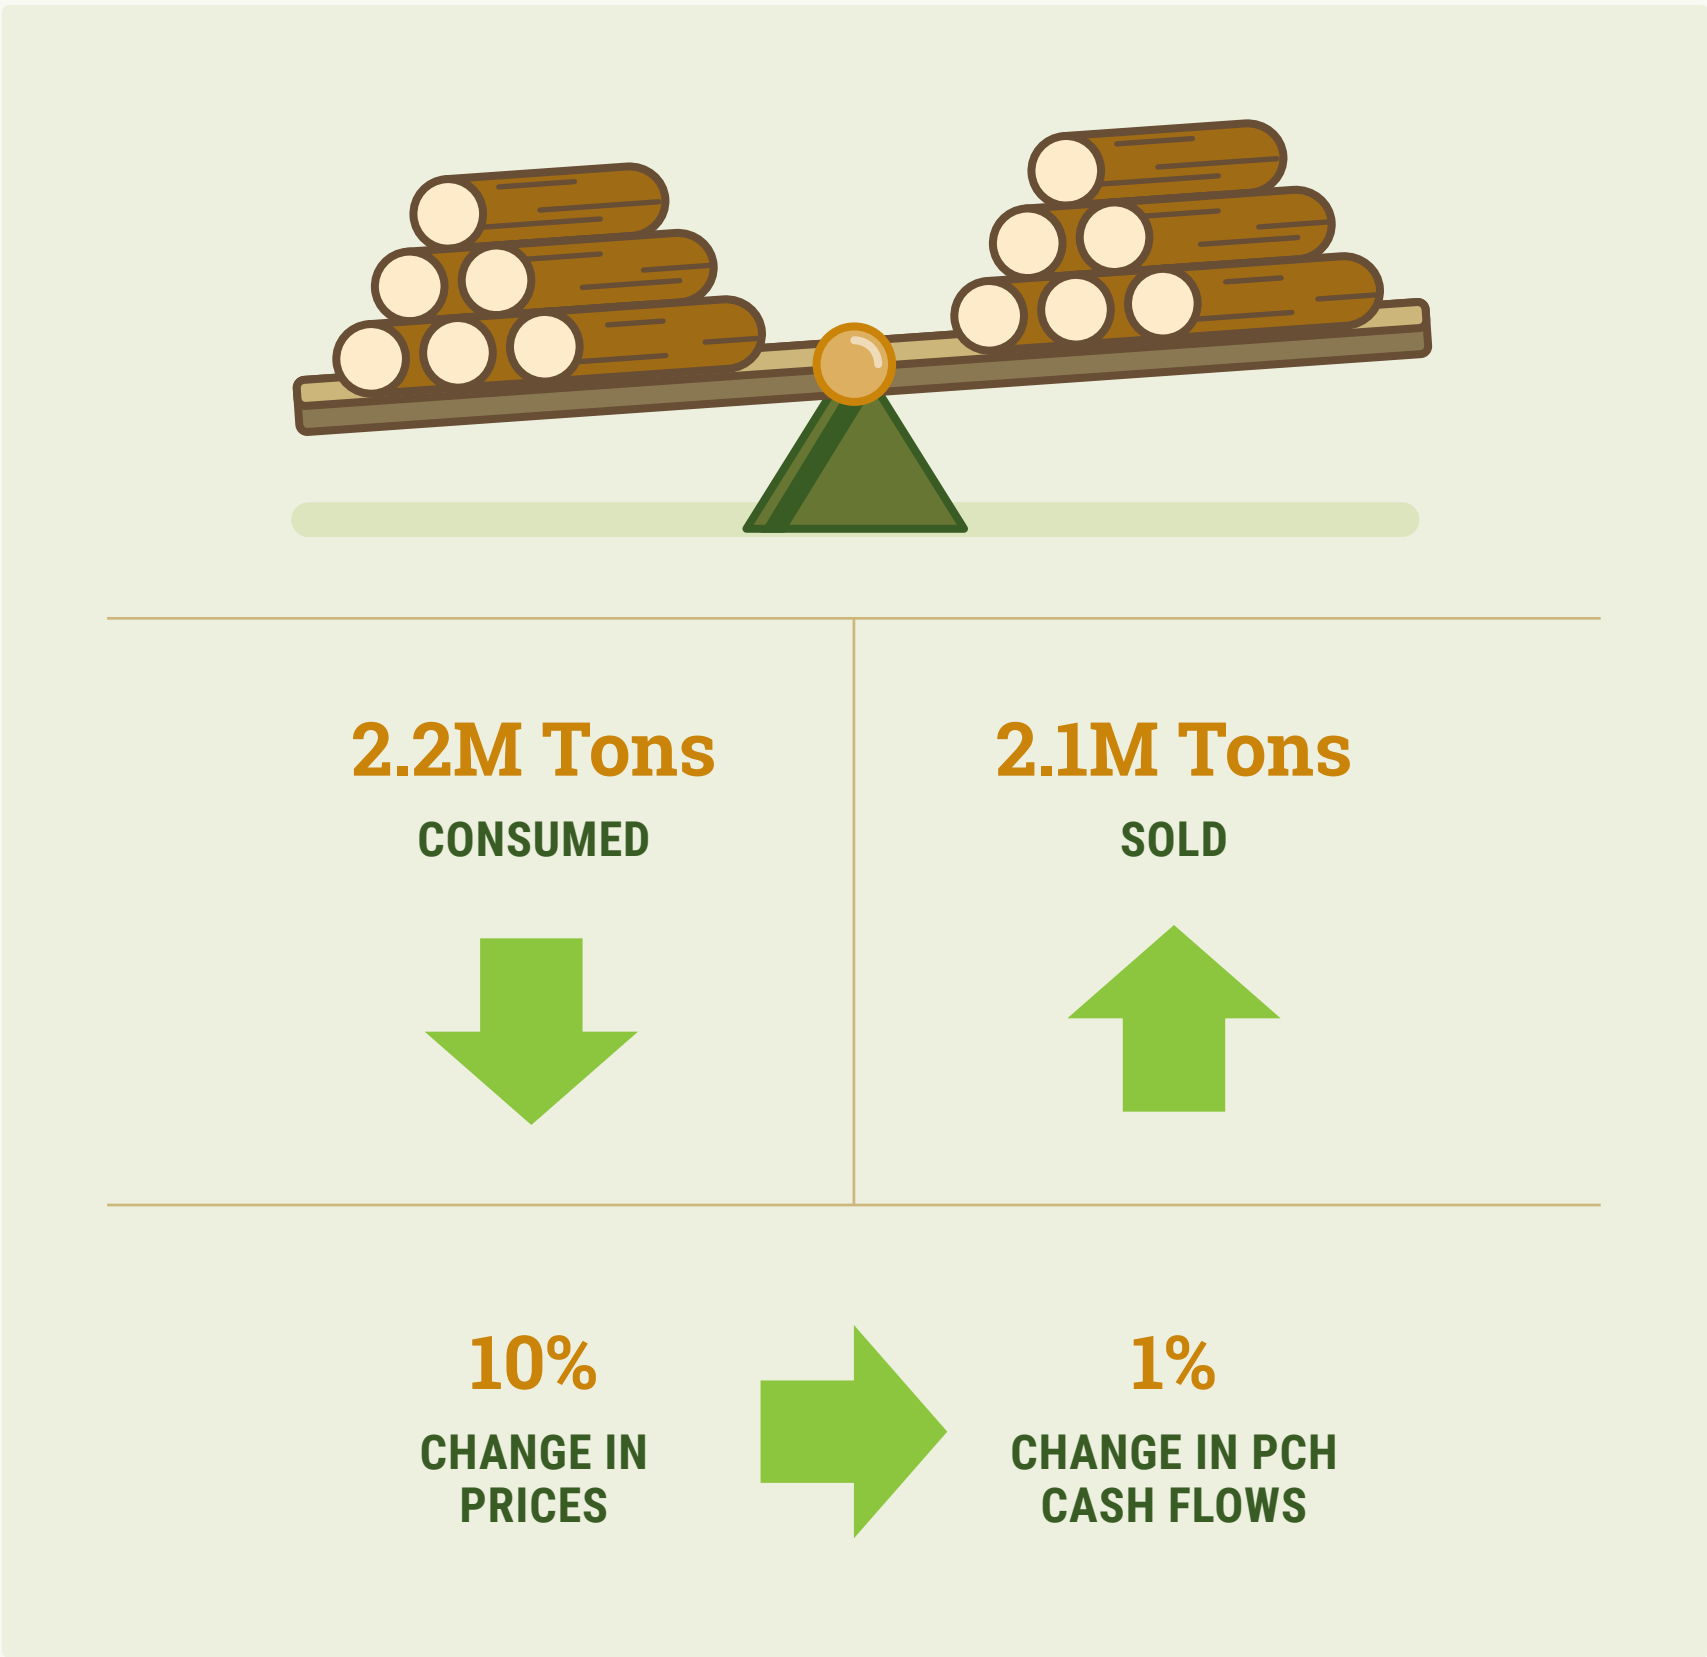 2.2M Tons
CONSUMED
2.1M Tons
SOLD
10%
CHANGE IN
PRICES
1%
CHANGE IN PCH
CASH FLOWS